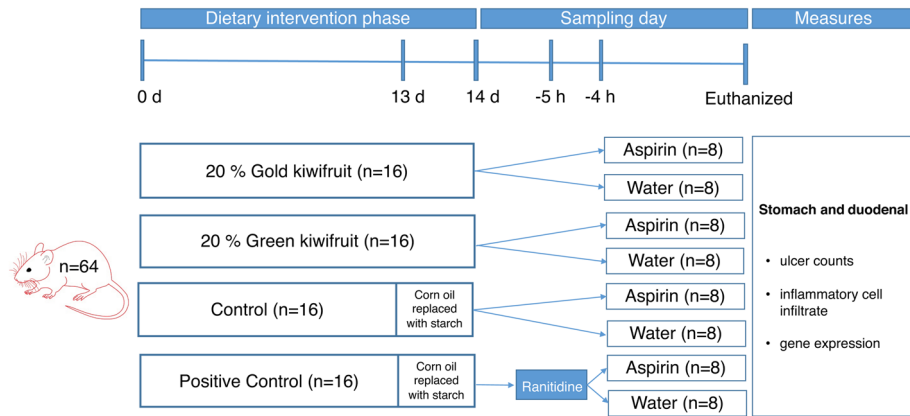 Dietary intervention phase
Sampling day
Measures
0 d
13 d
14 d
-5 h
-4 h
Euthanized
n=64
20 % Gold kiwifruit (n=16)
Aspirin (n=8)
Water (n=8)
20 % Green kiwifruit (n=16)
Aspirin (n=8)
Water (n=8)
Control (n=16)
Corn oil
replaced
with starch
Aspirin (n=8)
Water (n=8)
Positive Control (n=16)
Corn oil
replaced
with starch
Ranitidine
Aspirin (n=8)
Water (n=8)
Stomach and duodenal
• ulcer counts
• inflammatory cell
infiltrate
• gene expression